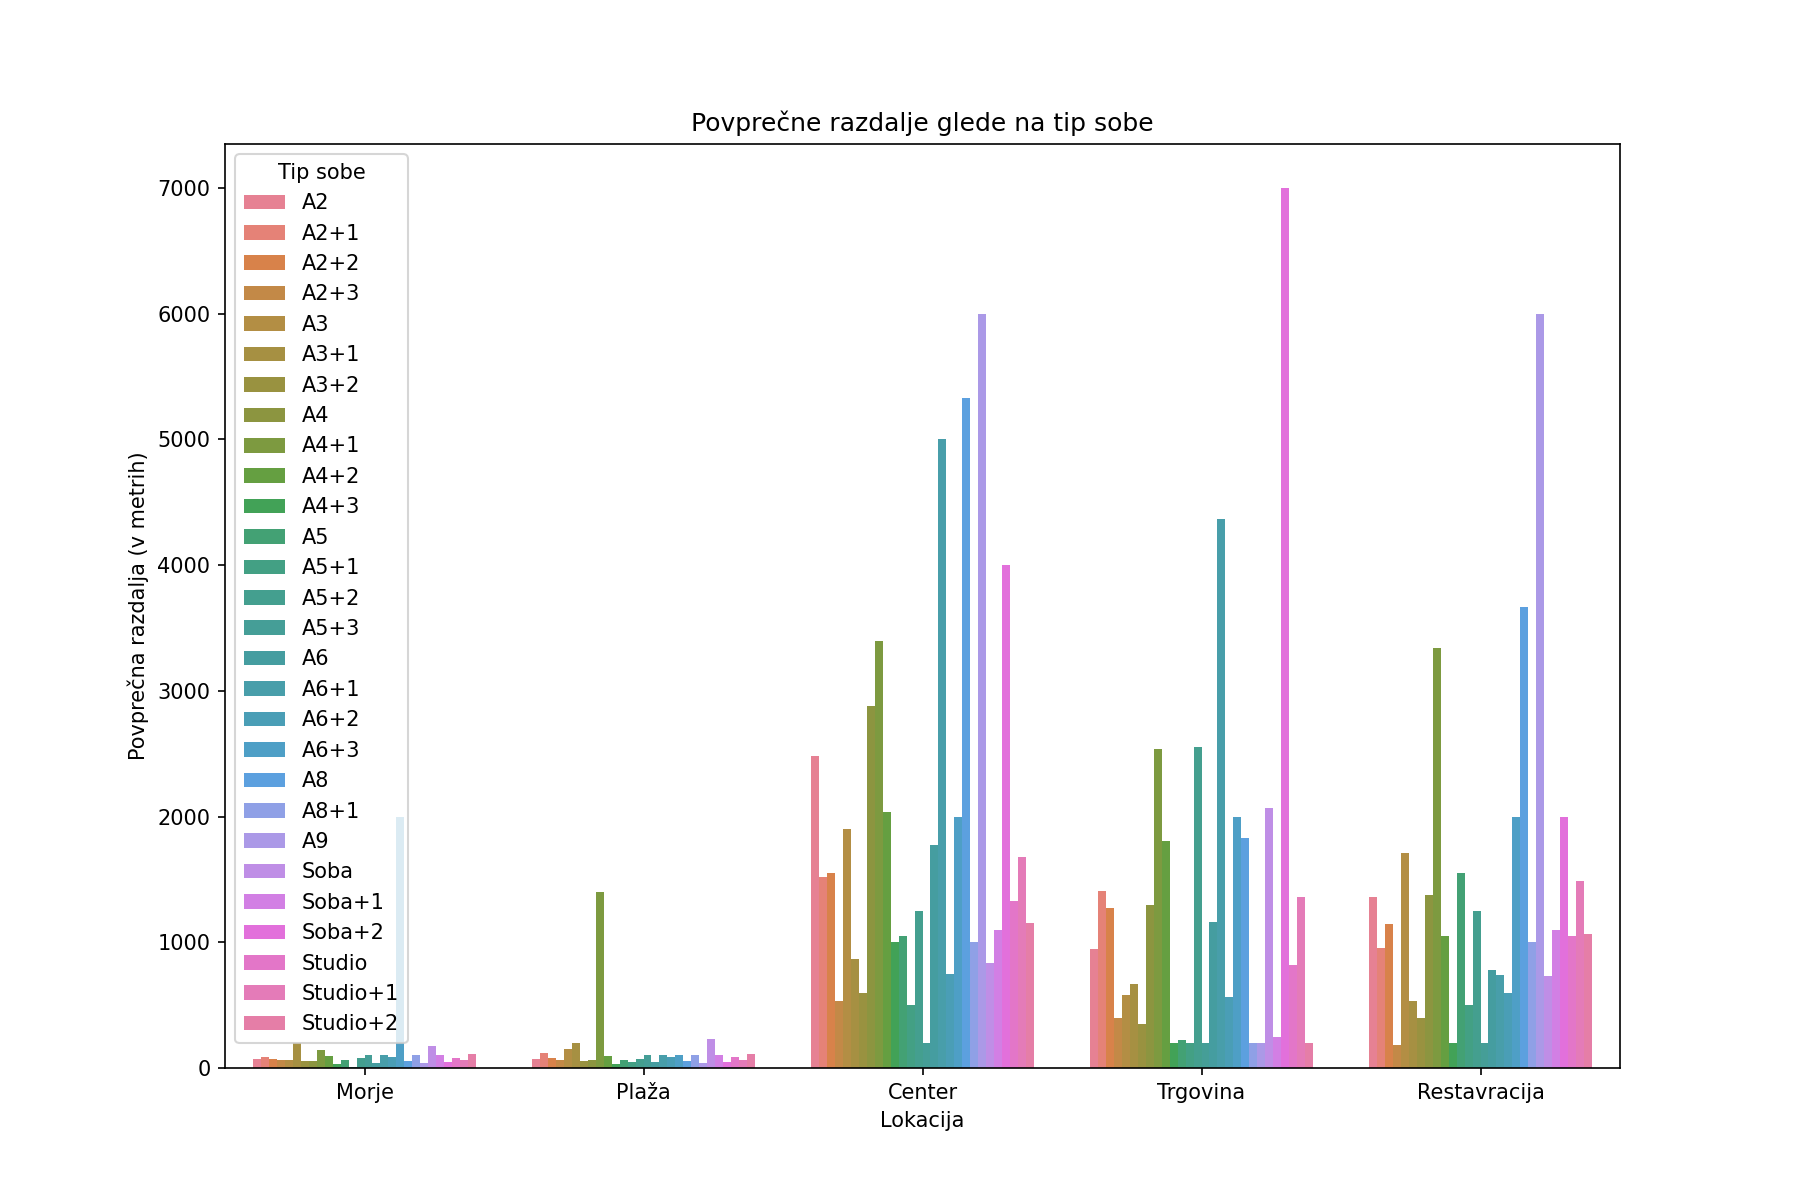 Povprečne razdalje glede na tip sobe
Povprečna razdalja (v metrih)
7000
6000
5000
4000
3000
2000
1000
0
Tip sobe
A2
A2+1
A2+2
A2+3
A3
A3+1
A3+2
A4
A4+1
A4+2
A4+3
A5
A5+1
A5+2
A5+3
A6
A6+1
A6+2
A6+3
A8
A8+1
A9
Soba
Soba+1
Soba+2
Studio
Studio+1
Studio+2
Morje
Plaža
Center
Trgovina
Restavracija
Lokacija